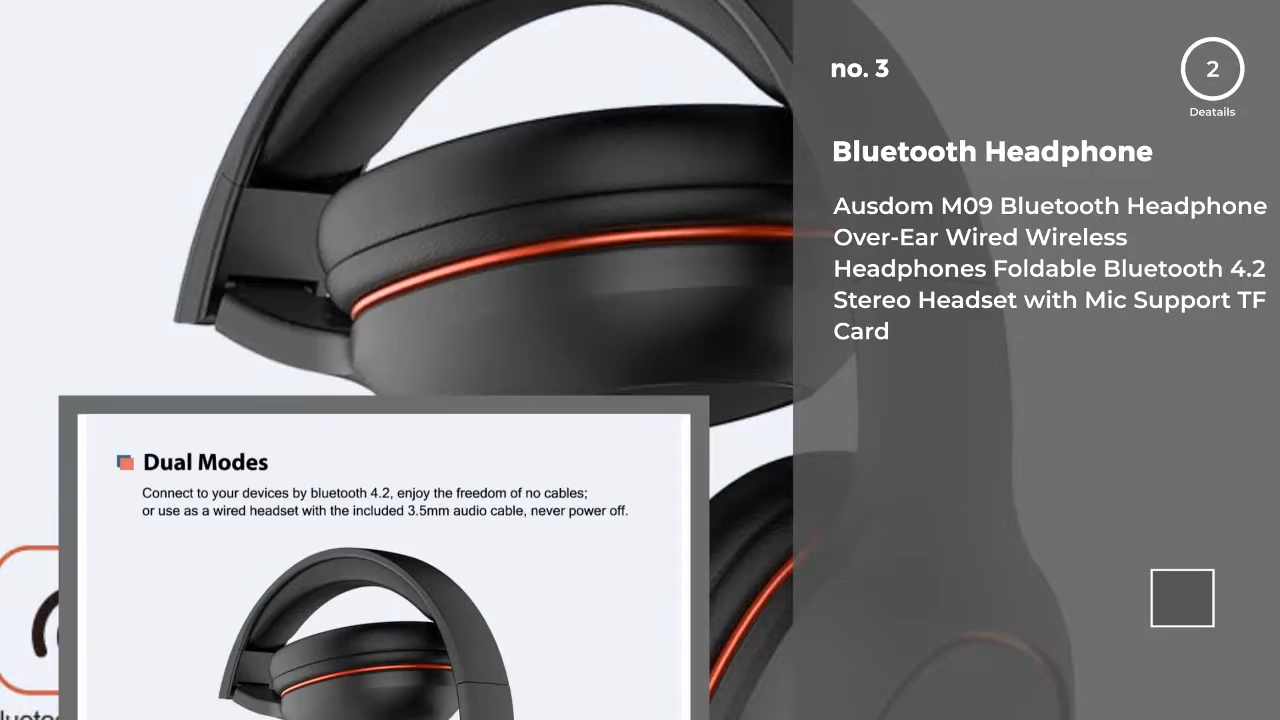 no. 3
2
Deatails
Bluetooth Headphone
Ausdom M09 Bluetooth Headphone
Over-Ear Wired Wireless
Headphones Foldable Bluetooth 4.2
Stereo Headset with Mic Support TF
Card
Dual Modes
Connect to your devices by bluetooth 4.2, enjoy the freedom of no cables;
or use as a wired headset with the included 3.5mm audio cable, never power off.